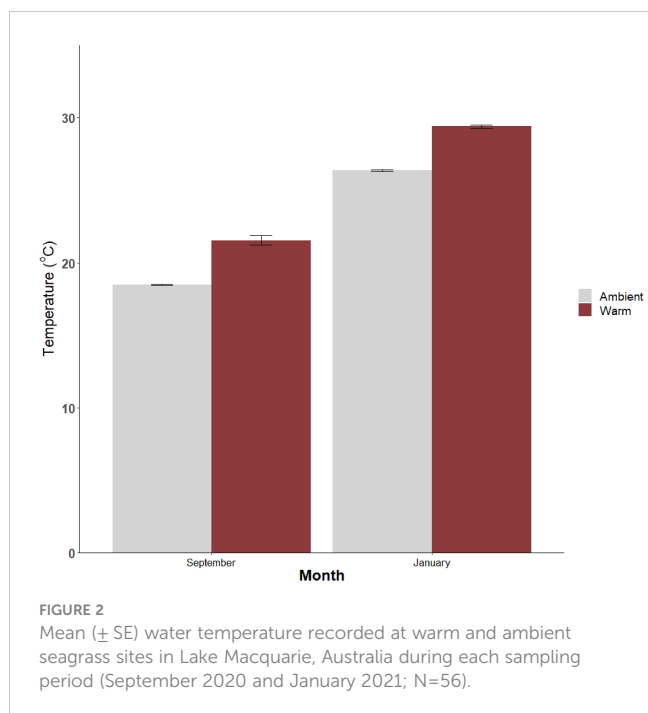 30
20
10
0
Temperature (°C)
September
January
Month
Ambient
Warm
FIGURE 2
Mean (± SE) water temperature recorded at warm and ambient
seagrass sites in Lake Macquarie, Australia during each sampling
period (September 2020 and January 2021; N=56).